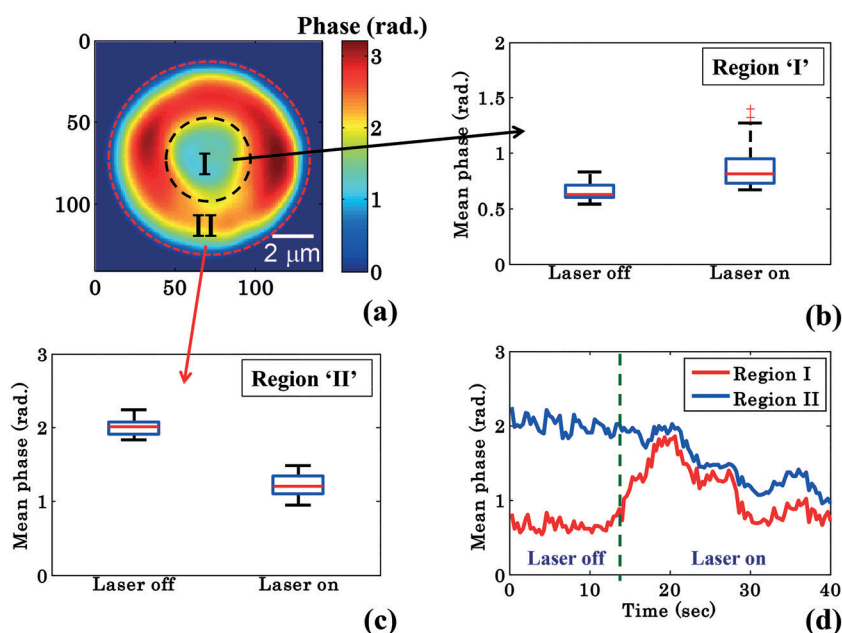 Phase (rad.)
0
50
100
0 50 100
I
II
2 μm
3
2
1
0
(a)
Mean phase (rad.)
2
1.5
1
0.5
0
Region ‘I’
Laser off Laser on
(b)
Mean phase (rad.)
3
2
1
0
Region ‘II’
Laser off Laser on
(c)
Mean phase (rad.)
3
2
1
0
Region I
Region II
Laser off Laser on
0 10 20 30 40
Time (sec)
(d)